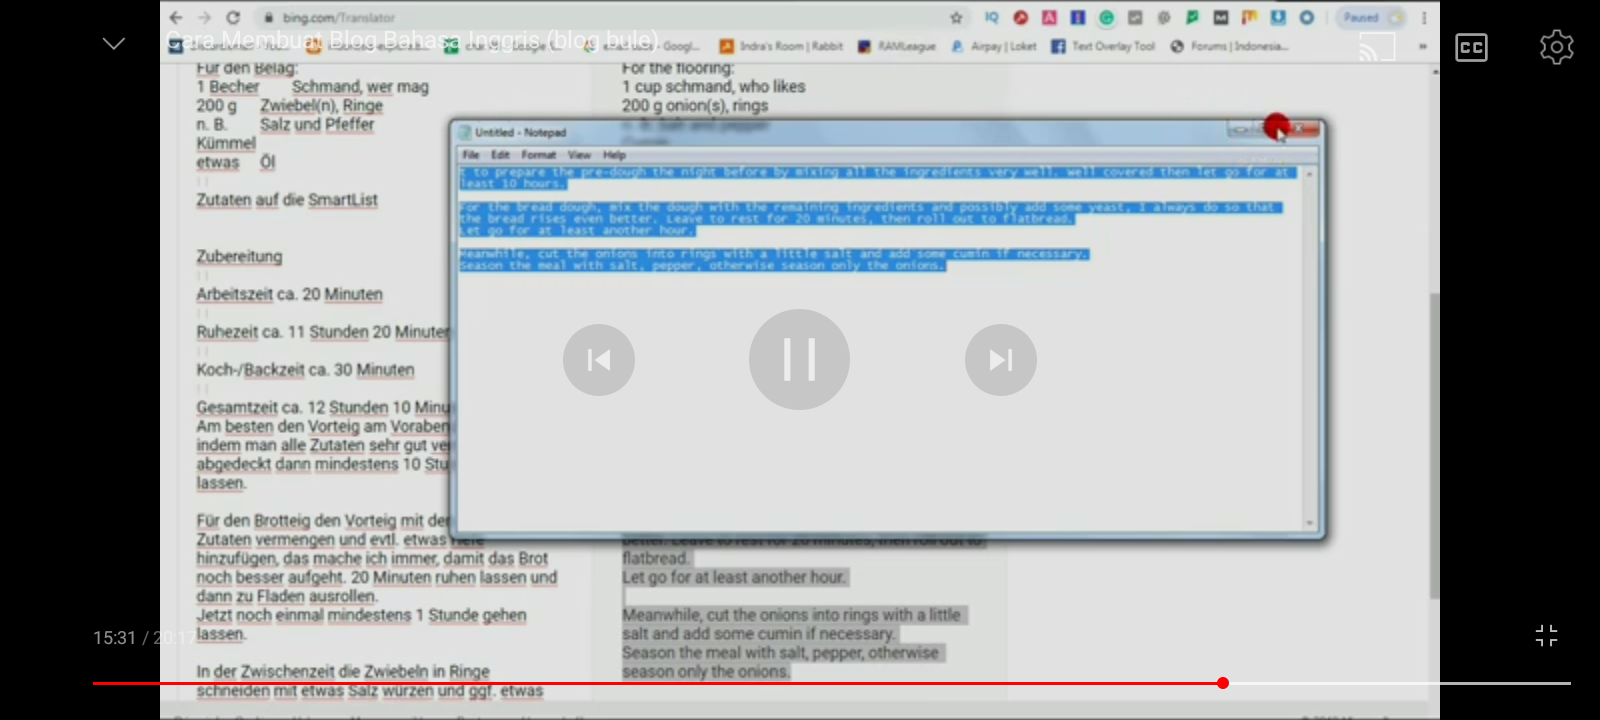 bing.com/Translator
Paused
Cara Membuat Blog Bahasa Inggris (blog bule)
Indra's Room | Rabbit
RAMLeague
Airpay | Loket
Text Overlay Tool
Forums | Indonesia...
»
CC
Für den Belag:
1 Becher Schmand, wer mag
200 g Zwiebel(n), Ringe
n. B. Salz und Pfeffer
Kümmel
etwas Öl
Zutaten auf die SmartList
Zubereitung
Arbeitszeit ca. 20 Minuten
Ruhezeit ca. 11 Stunden 20 Minuten
Koch-/Backzeit ca. 30 Minuten
Gesamtzeit ca. 12 Stunden 10 Minu
Am besten den Vorteig am Voraben
indem man alle Zutaten sehr gut ve
abgedeckt dann mindestens 10 Stu
lassen.
Für den Brotteig den Vorteig mit der
Zutaten vermengen und evtl. etwas Hefe
hinzufügen, das mache ich immer, damit das Brot
noch besser aufgeht. 20 Minuten ruhen lassen und
dann zu Fladen ausrollen.
Jetzt noch einmal mindestens 1 Stunde gehen
lassen.
In der Zwischenzeit die Zwiebeln in Ringe
schneiden mit etwas Salz würzen und ggf. etwas
For the flooring:
1 cup schmand, who likes
200 g onion(s), rings
Untitled - Notepad
File Edit Format View Help
t to prepare the pre-dough the night before by mixing all the ingredients very well, well covered then let go for at
least 10 hours.
For the bread dough, mix the dough with the remaining ingredients and possibly add some yeast, I always do so that
the bread rises even better. Leave to rest for 20 minutes, then roll out to flatbread.
Let go for at least another hour.
Meanwhile, cut the onions into rings with a little salt and add some cumin if necessary.
Season the meal with salt, pepper, otherwise season only the onions.
better. Leave to rest for 20 minutes, then roll out to
flatbread.
Let go for at least another hour.
Meanwhile, cut the onions into rings with a little
salt and add some cumin if necessary.
Season the meal with salt, pepper, otherwise
season only the onions.
15:31 / 20:17